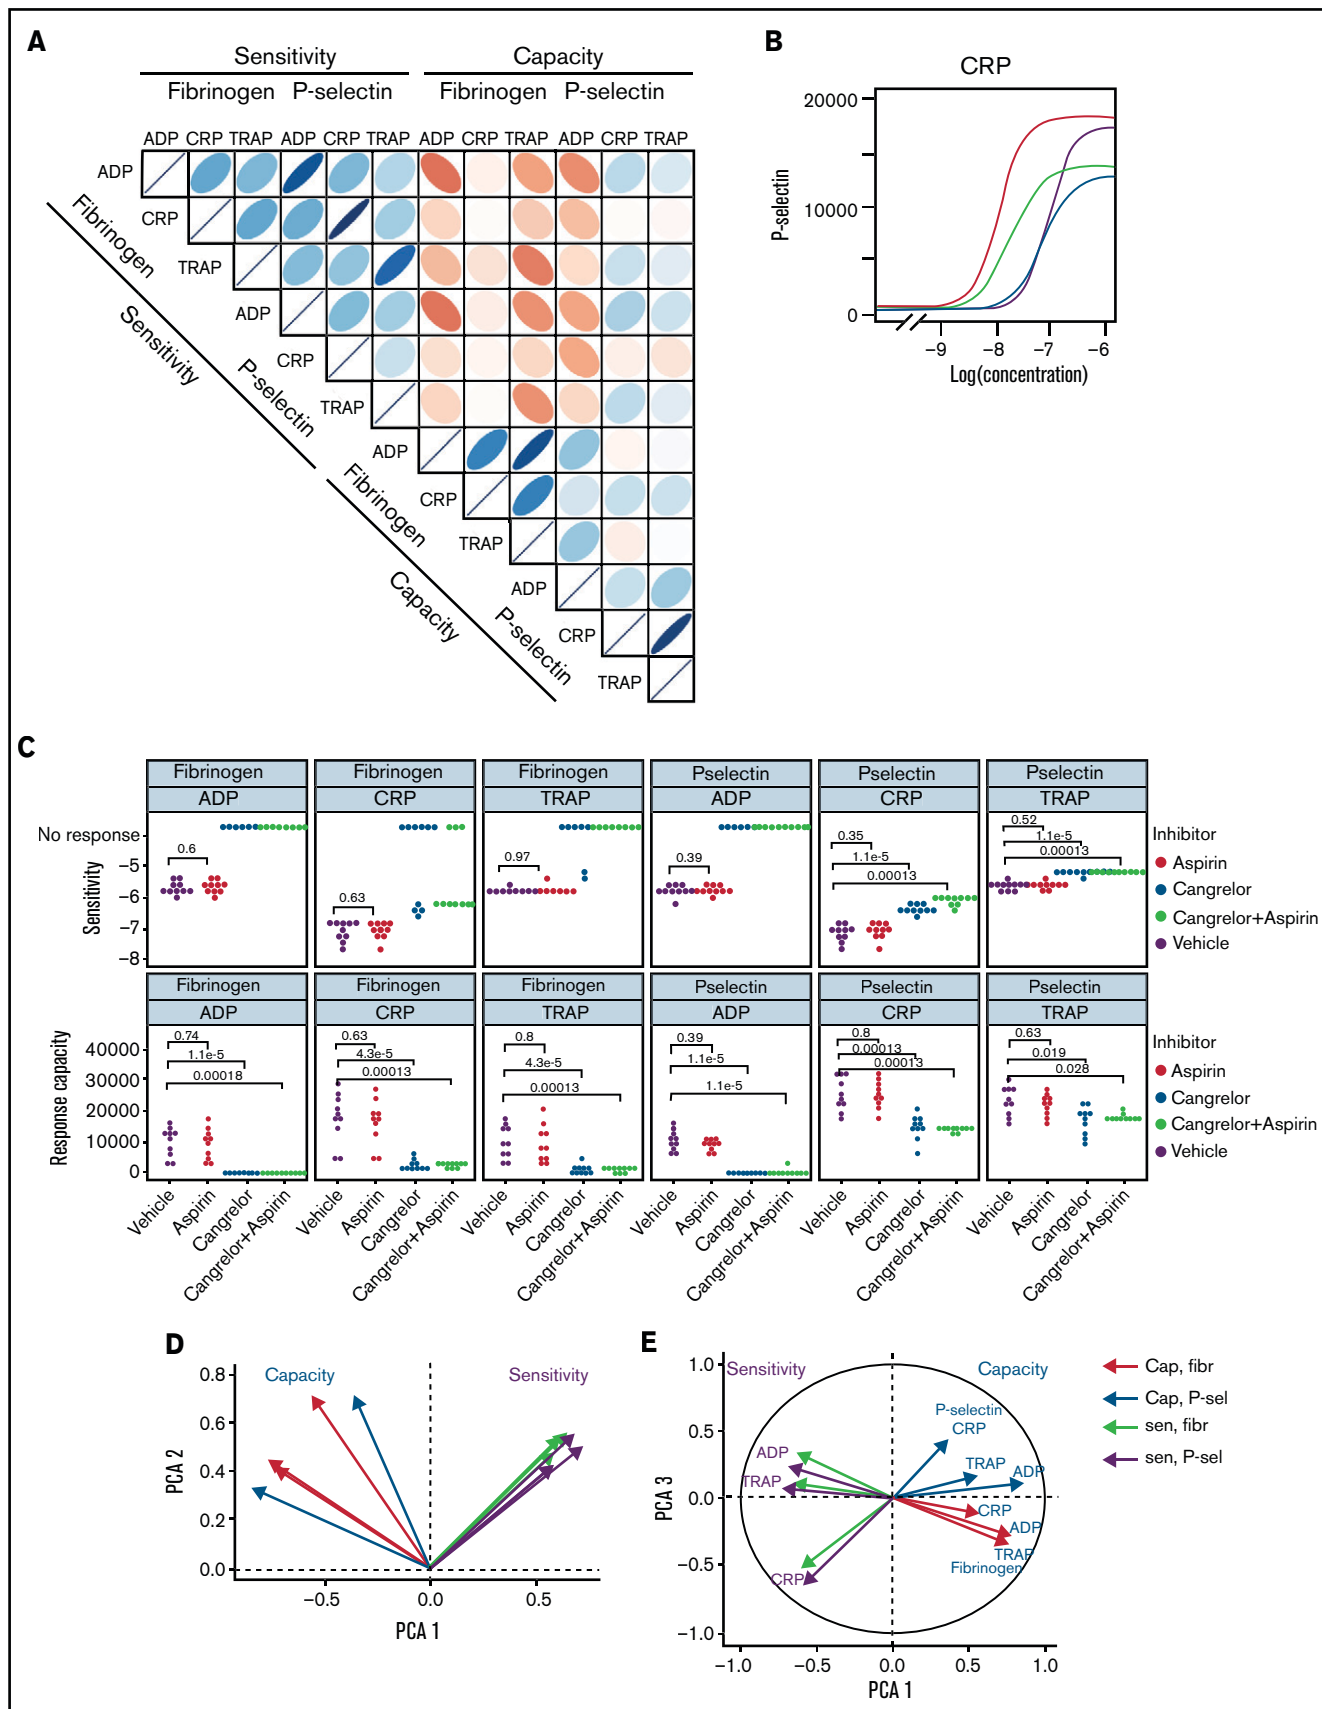 A
Sensitivity Capacity
Fibrinogen P-selectin Fibrinogen P-selectin
ADP CRP TRAP ADP CRP TRAP ADP CRP TRAP ADP CRP TRAP
ADP
CRP
TRAP
ADP
CRP
TRAP
ADP
CRP
TRAP
ADP
CRP
TRAP
Fibrinogen
P-selectin
Fibrinogen
P-selectin
Sensitivity
Capacity
B
CRP
P-selectin
20000
10000
0
−9 −8 −7 −6
Log(concentration)
C
Fibrinogen Fibrinogen Fibrinogen Pselectin Pselectin Pselectin
ADP CRP TRAP ADP CRP TRAP
Sensitivity
No response
−5
−6
−7
−8
0.6
0.63
0.97
0.39
0.35
1.1e-5
0.00013
0.52
1.1e-5
0.00013
Inhibitor
Aspirin
Cangrelor
Cangrelor+Aspirin
Vehicle
Fibrinogen Fibrinogen Fibrinogen Pselectin Pselectin Pselectin
ADP CRP TRAP ADP CRP TRAP
Response capacity
40000
30000
20000
10000
0
0.74
1.1e-5
0.00018
0.63
4.3e-5
0.00013
0.8
4.3e-5
0.00013
0.39
1.1e-5
1.1e-5
0.8
0.00013
0.00013
0.63
0.019
0.028
Inhibitor
Aspirin
Cangrelor
Cangrelor+Aspirin
Vehicle
Vehicle Aspirin Cangrelor Cangrelor+Aspirin
Vehicle Aspirin Cangrelor Cangrelor+Aspirin
Vehicle Aspirin Cangrelor Cangrelor+Aspirin
Vehicle Aspirin Cangrelor Cangrelor+Aspirin
Vehicle Aspirin Cangrelor Cangrelor+Aspirin
Vehicle Aspirin Cangrelor Cangrelor+Aspirin
D
Capacity Sensitivity
PCA 2
0.8
0.6
0.4
0.2
0.0
−0.5 0.0 0.5
PCA 1
E
Sensitivity Capacity
PCA 3
1.0
0.5
0.0
−0.5
−1.0
P-selectin
CRP
TRAP
ADP
CRP
ADP
TRAP
Fibrinogen
ADP
TRAP
CRP
−1.0 −0.5 0.0 0.5 1.0
PCA 1
Cap, fibr
Cap, P-sel
sen, fibr
sen, P-sel